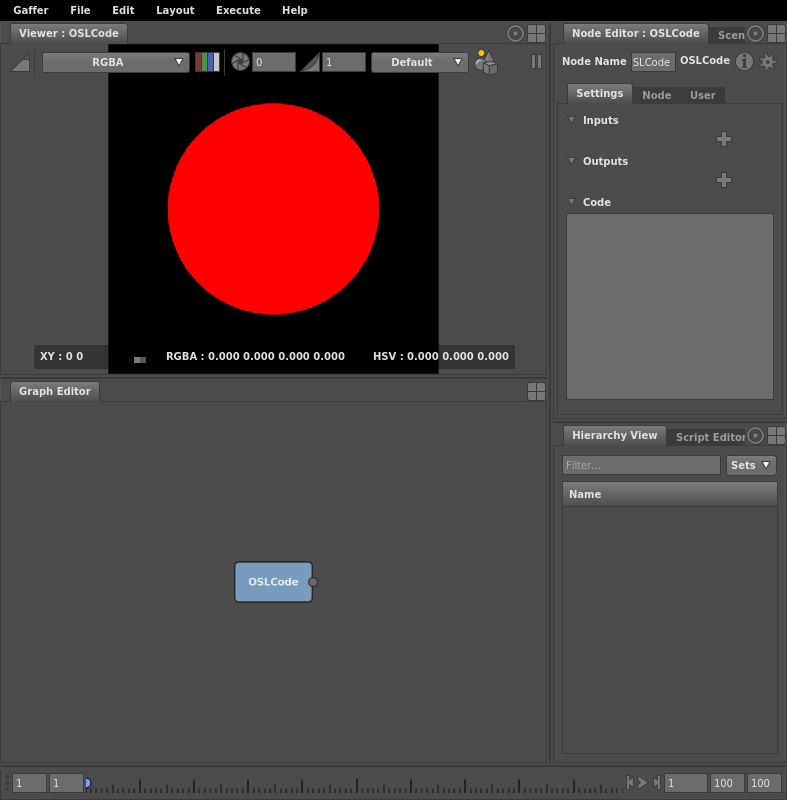 Gaffer File Edit Layout Execute Help
Viewer : OSLCode
RGBA 0 1 Default
XY : 0 0 RGBA : 0.000 0.000 0.000 0.000 HSV : 0.000 0.000 0.000
Node Editor : OSLCode Scen
Node Name SLCode OSLCode
Settings Node User
Inputs
Outputs
Code
Graph Editor
OSLCode
Hierarchy View Script Editor
Filter... Sets
Name
1 1 1 100 100